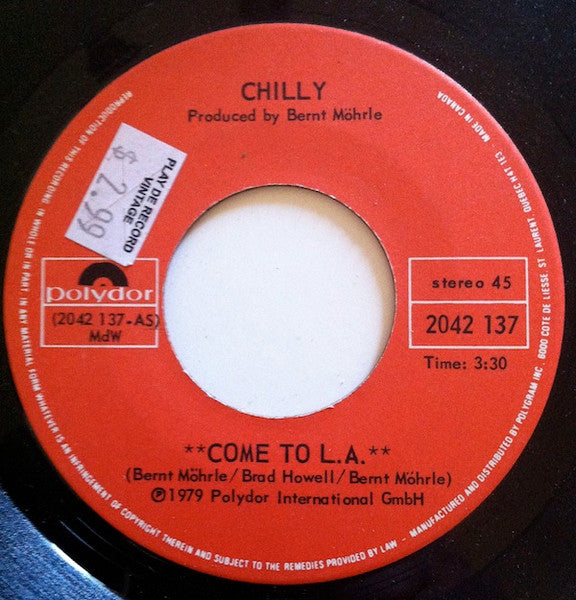 CHILLY
Produced by Bernt Möhrle
PLAY DE RECORD
VINTAGE
$2.99
polydor
(2042 137-AS)
MdW
stereo 45
2042 137
Time: 3:30
**COME TO L.A.**
(Bernt Möhrle/Brad Howell/Bernt Möhrle)
℗1979 Polydor International GmbH
REPRODUCTION OF THIS RECORDING IN WHOLE OR IN PART IN ANY MATERIAL FORM WHATEVER IS AN INFRINGEMENT OF COPYRIGHT THEREIN AND SUBJECT TO THE REMEDIES PROVIDED BY LAW – MANUFACTURED AND DISTRIBUTED BY POLYGRAM INC. 6000 COTE DE LIESSE ST LAURENT QUEBEC H4T 1E3 MADE IN CANADA